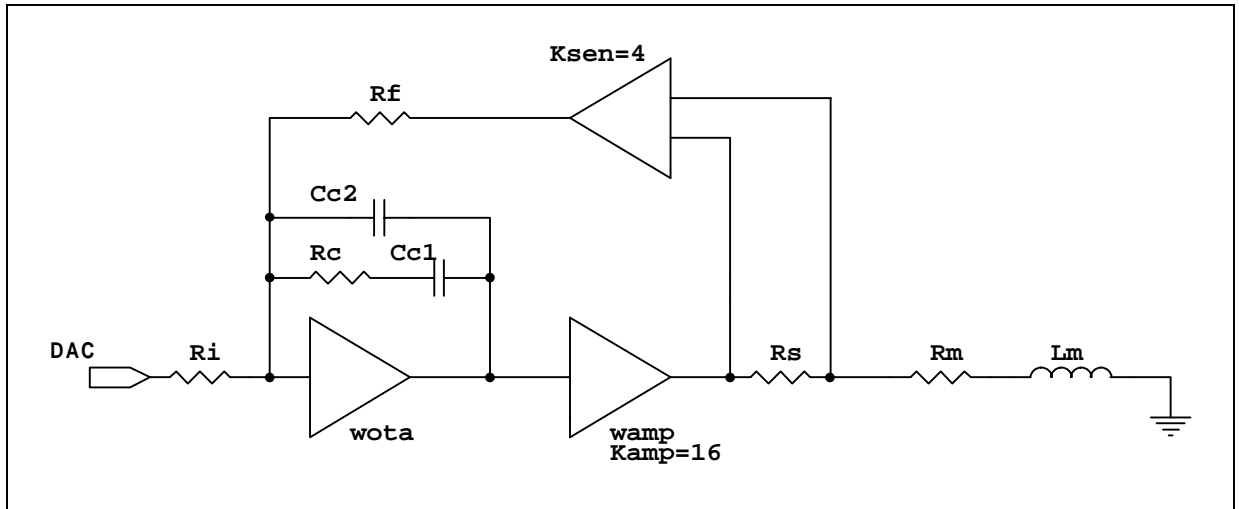 Ksen=4
Rf
Cc2
Rc
Cc1
DAC
Ri
Rs
Rm
Lm
wota
wamp
Kamp=16